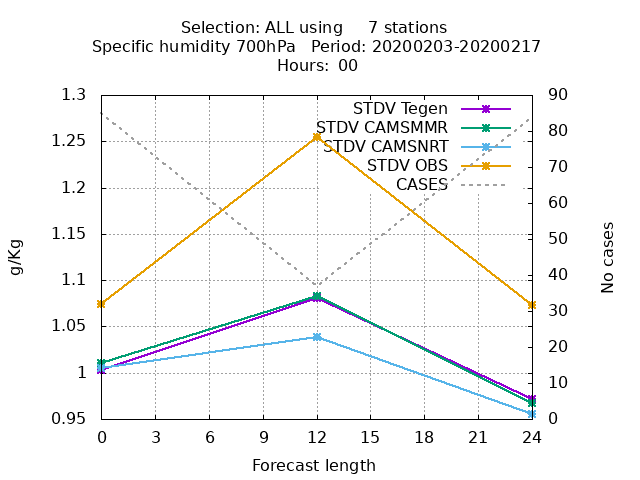 Selection: ALL using     7 stations
Specific humidity 700hPa   Period: 20200203-20200217
Hours: 00
1.3
1.25
1.2
1.15
1.1
1.05
1
0.95
g/Kg
STDV Tegen
STDV CAMSMMR
STDV CAMSNRT
STDV OBS
CASES
90
80
70
60
50
40
30
20
10
0
No cases
0 3 6 9 12 15 18 21 24
Forecast length